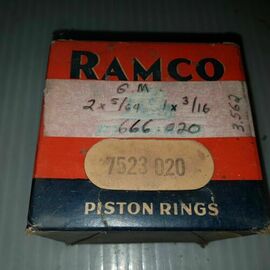 RAMCO
G.M.
2 x 5/64 1 x 3/16
666.020
3.562
7523 020
PISTON RINGS